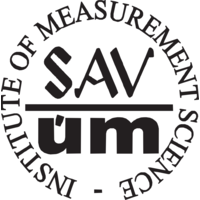 INSTITUTE OF MEASUREMENT SCIENCE -
SAV
úm